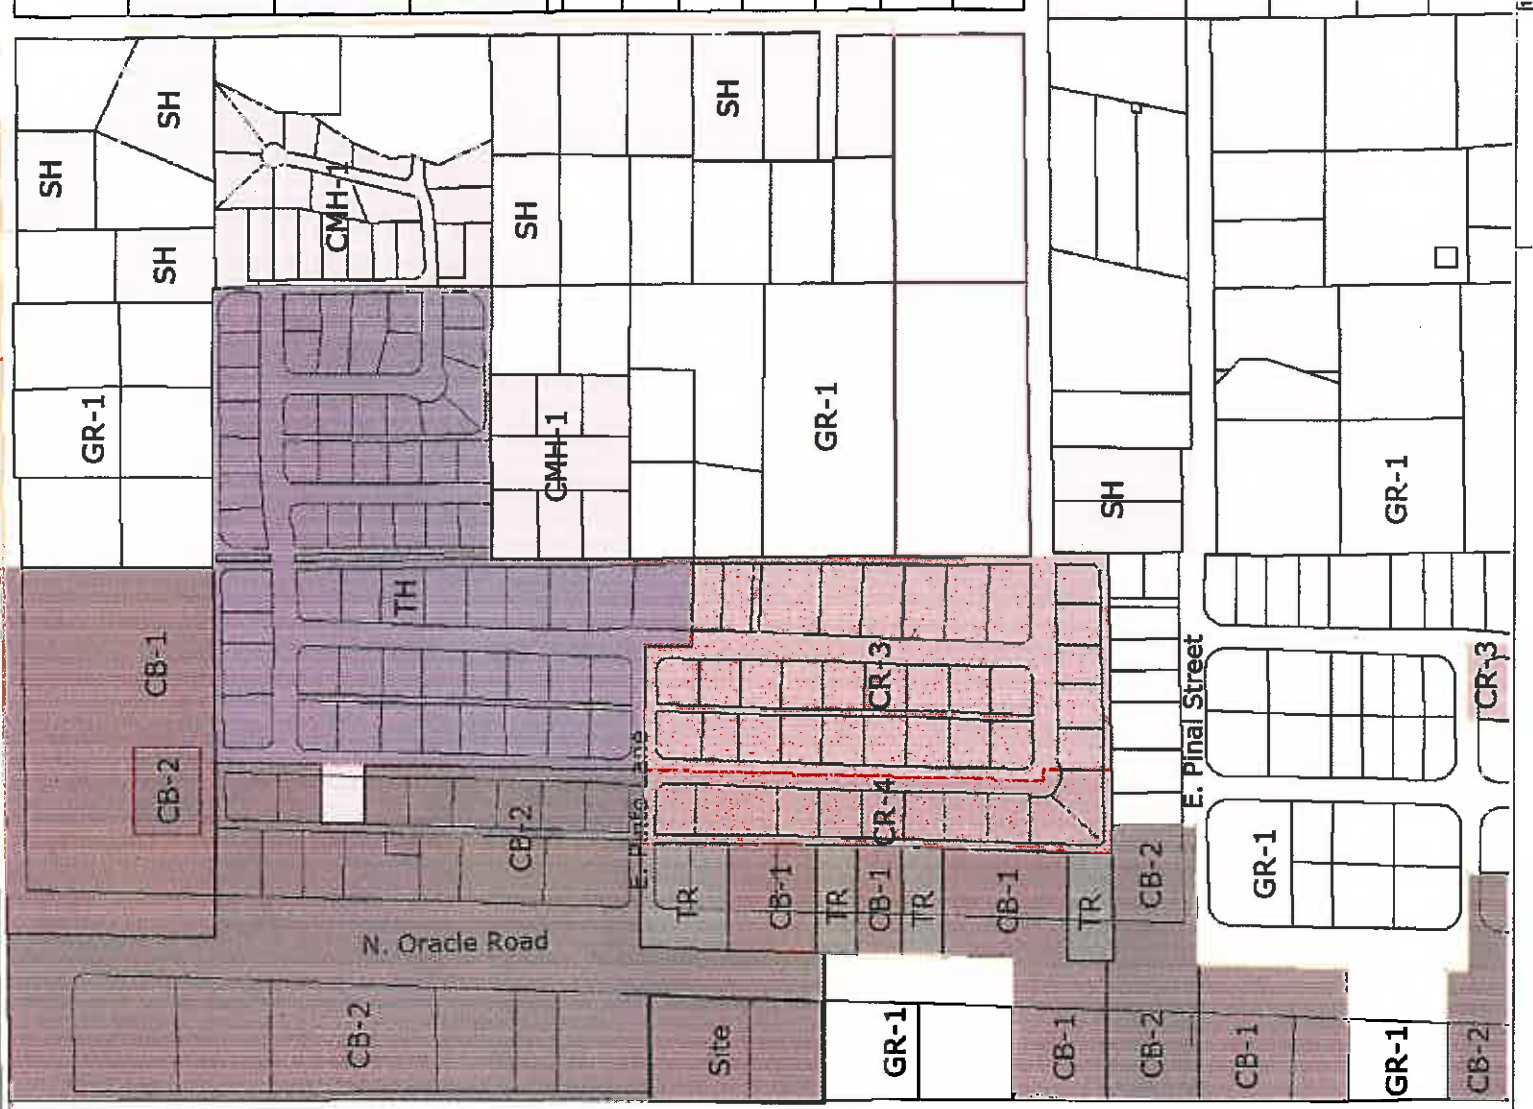 SH
SH
SH
SH
CMH-1
SH
GR-1
CMH-1
GR-1
SH
GR-1
TH
CB-1
CR-3
E. Pinal Street
CR-3
CB-2
CB-2
CR-4
GR-1
TR
CB-1
TR
CB-1
TR
CB-1
TR
CB-2
N. Oracle Road
CB-2
Site
GR-1
CB-1
CB-2
CB-1
GR-1
CB-2